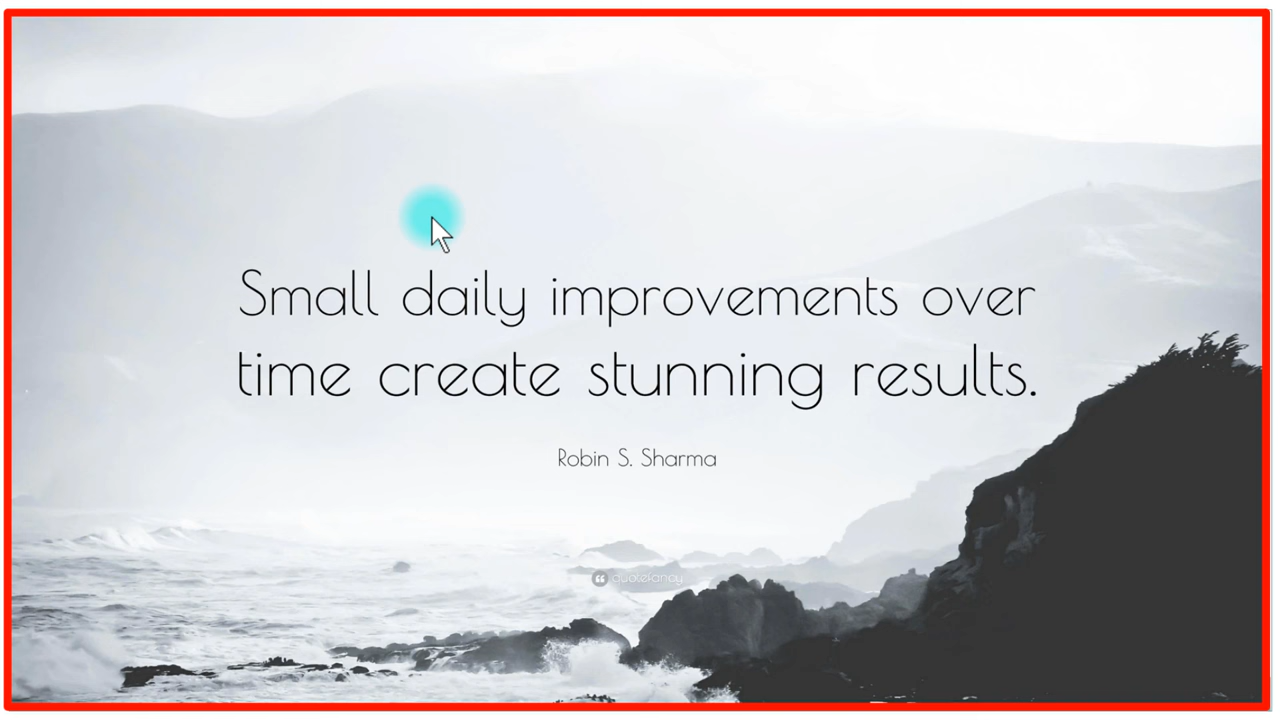 Small daily improvements over
time create stunning results.
Robin S. Sharma
quotefancy